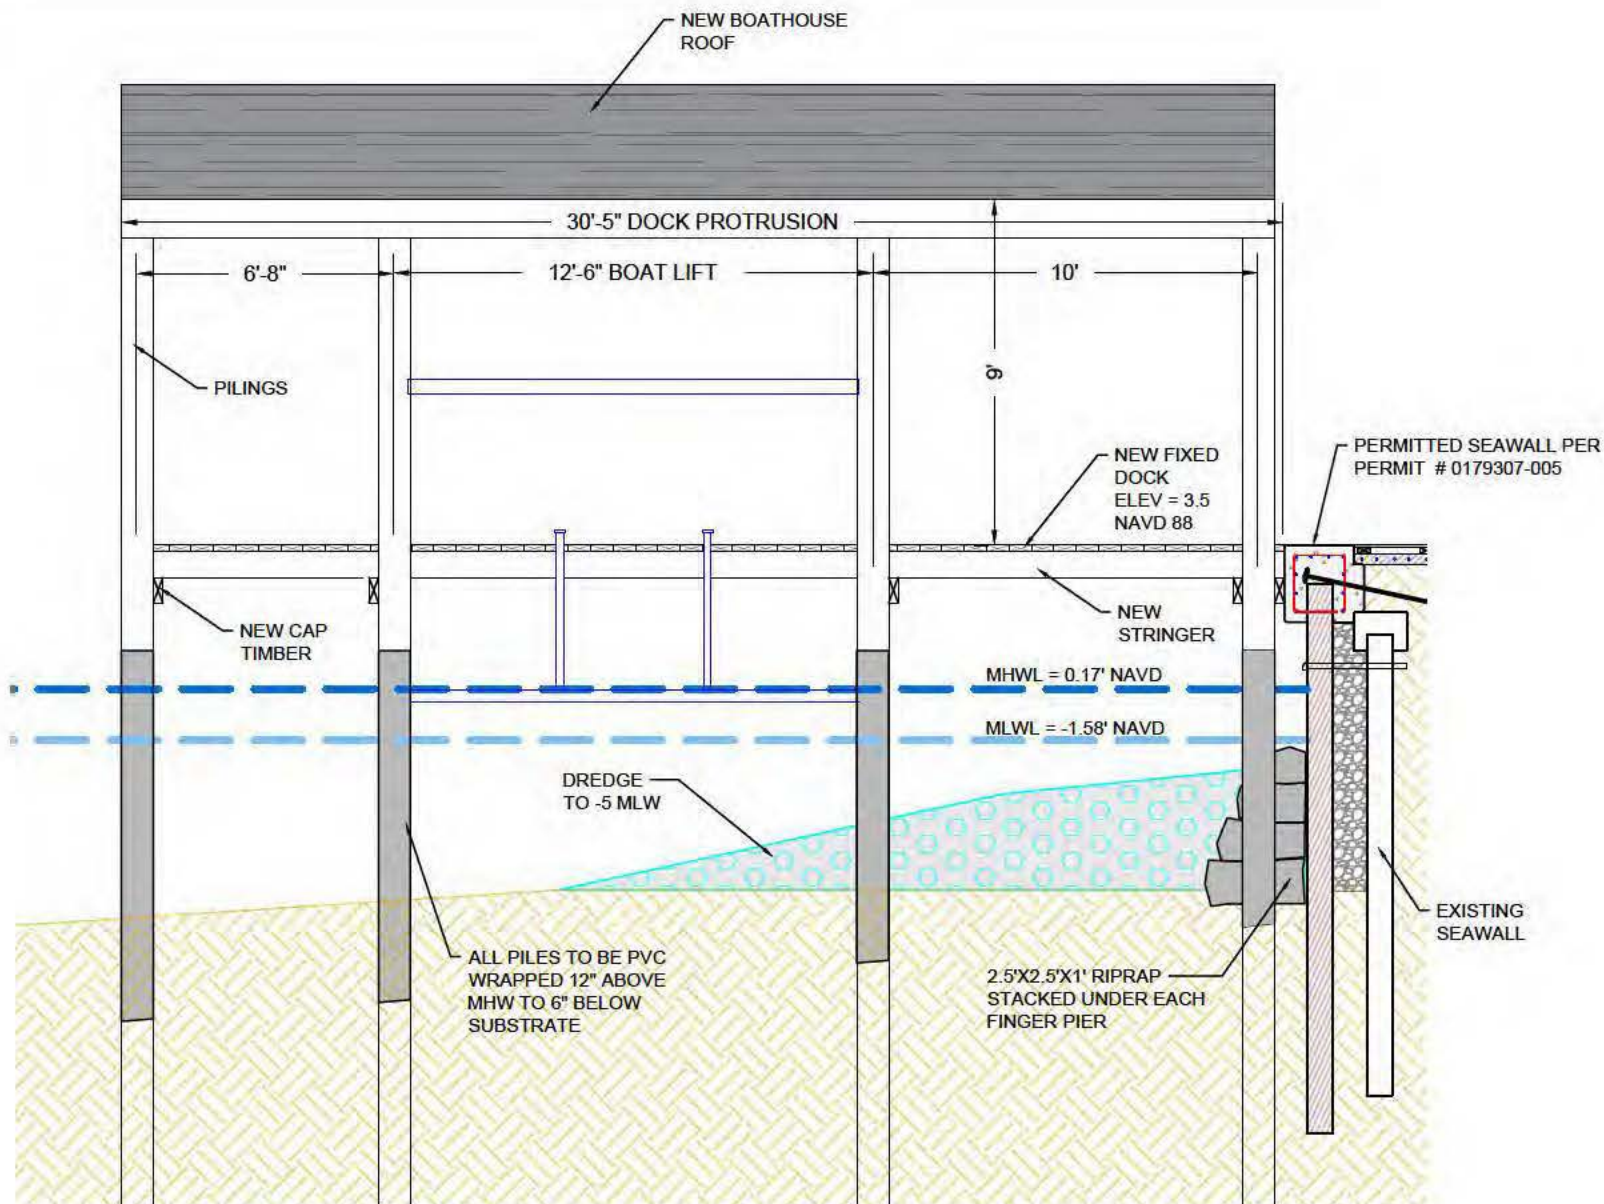 NEW BOATHOUSE
ROOF
30'-5" DOCK PROTRUSION
6'-8"
12'-6" BOAT LIFT
10'
9'
PILINGS
NEW FIXED
DOCK
ELEV = 3.5
NAVD 88
PERMITTED SEAWALL PER
PERMIT # 0179307-005
NEW CAP
TIMBER
NEW
STRINGER
MHWL = 0.17' NAVD
MLWL = -1.58' NAVD
DREDGE
TO -5 MLW
ALL PILES TO BE PVC
WRAPPED 12" ABOVE
MHW TO 6" BELOW
SUBSTRATE
2.5'X2.5'X1' RIPRAP
STACKED UNDER EACH
FINGER PIER
EXISTING
SEAWALL